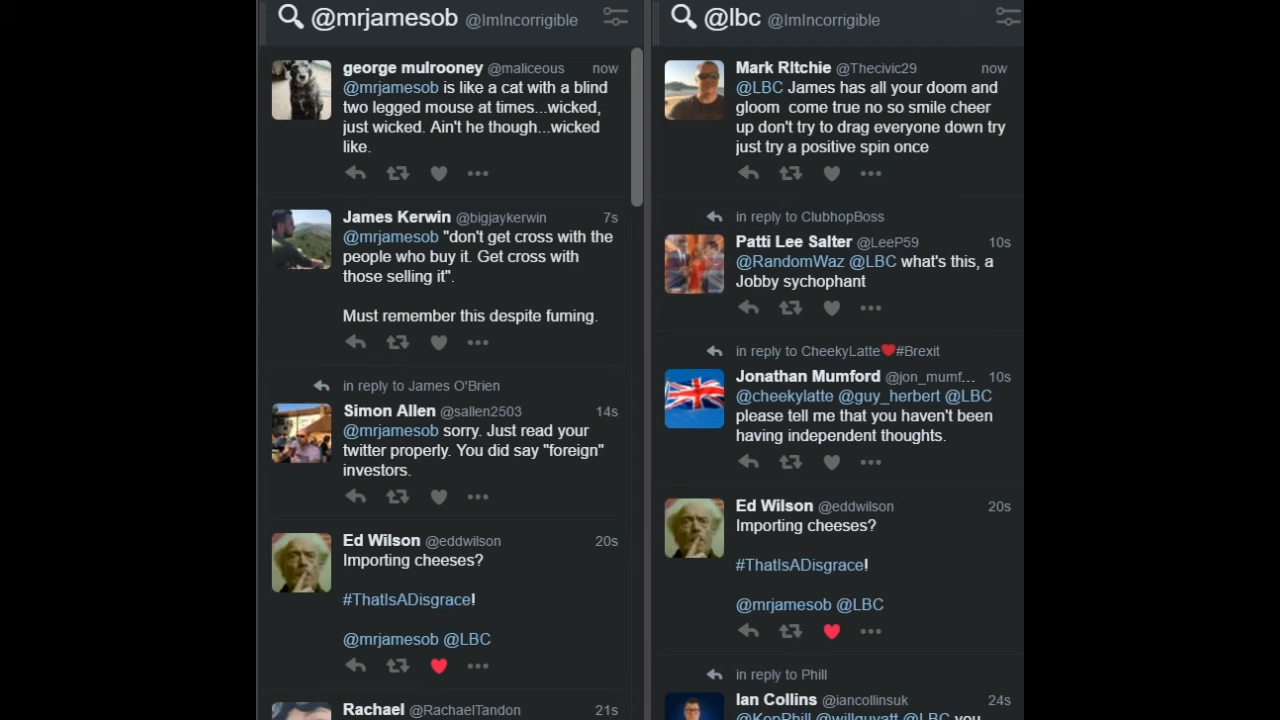 @mrjamesob @ImIncorrigible
george mulrooney @maliceous now
@mrjamesob is like a cat with a blind
two legged mouse at times...wicked,
just wicked. Ain't he though...wicked
like.
James Kerwin @bigjaykerwin 7s
@mrjamesob "don't get cross with the
people who buy it. Get cross with
those selling it".
Must remember this despite fuming.
in reply to James O'Brien
Simon Allen @sallen2503 14s
@mrjamesob sorry. Just read your
twitter properly. You did say "foreign"
investors.
Ed Wilson @eddwilson 20s
Importing cheeses?
#ThatIsADisgrace!
@mrjamesob @LBC
Rachael @RachaelTandon 21s
@lbc @ImIncorrigible
Mark RItchie @Thecivic29 now
@LBC James has all your doom and
gloom come true no so smile cheer
up don't try to drag everyone down try
just try a positive spin once
in reply to ClubhopBoss
Patti Lee Salter @LeeP59 10s
@RandomWaz @LBC what's this, a
Jobby sychophant
in reply to CheekyLatte❤#Brexit
Jonathan Mumford @jon_mumf... 10s
@cheekylatte @guy_herbert @LBC
please tell me that you haven't been
having independent thoughts.
Ed Wilson @eddwilson 20s
Importing cheeses?
#ThatIsADisgrace!
@mrjamesob @LBC
in reply to Phill
Ian Collins @iancollinsuk 24s
@KopPhill @willguyatt @LBC you